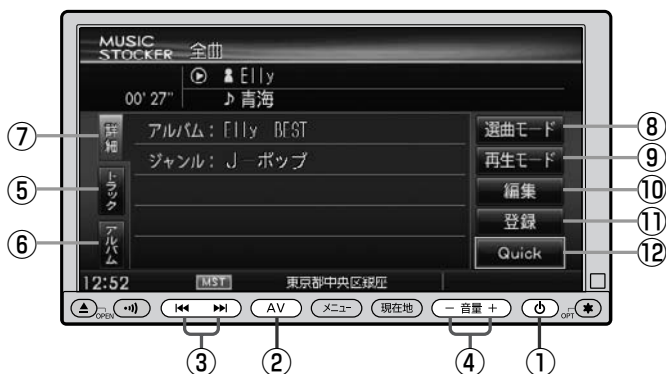 MUSIC
STOCKER 全曲
Elly
00' 27" ♪ 青海
⑦ 詳細 アルバム : Elly BEST 選曲モード ⑧
ジャンル : J－ポップ 再生モード ⑨
⑤ トラック 編集 ⑩
登録 ⑪
⑥ アルバム Quick ⑫
12:52 MST 東京都中央区銀座
OPEN AV メニュー 現在地 － 音量 ＋ OPT ✱
③ ② ④ ①